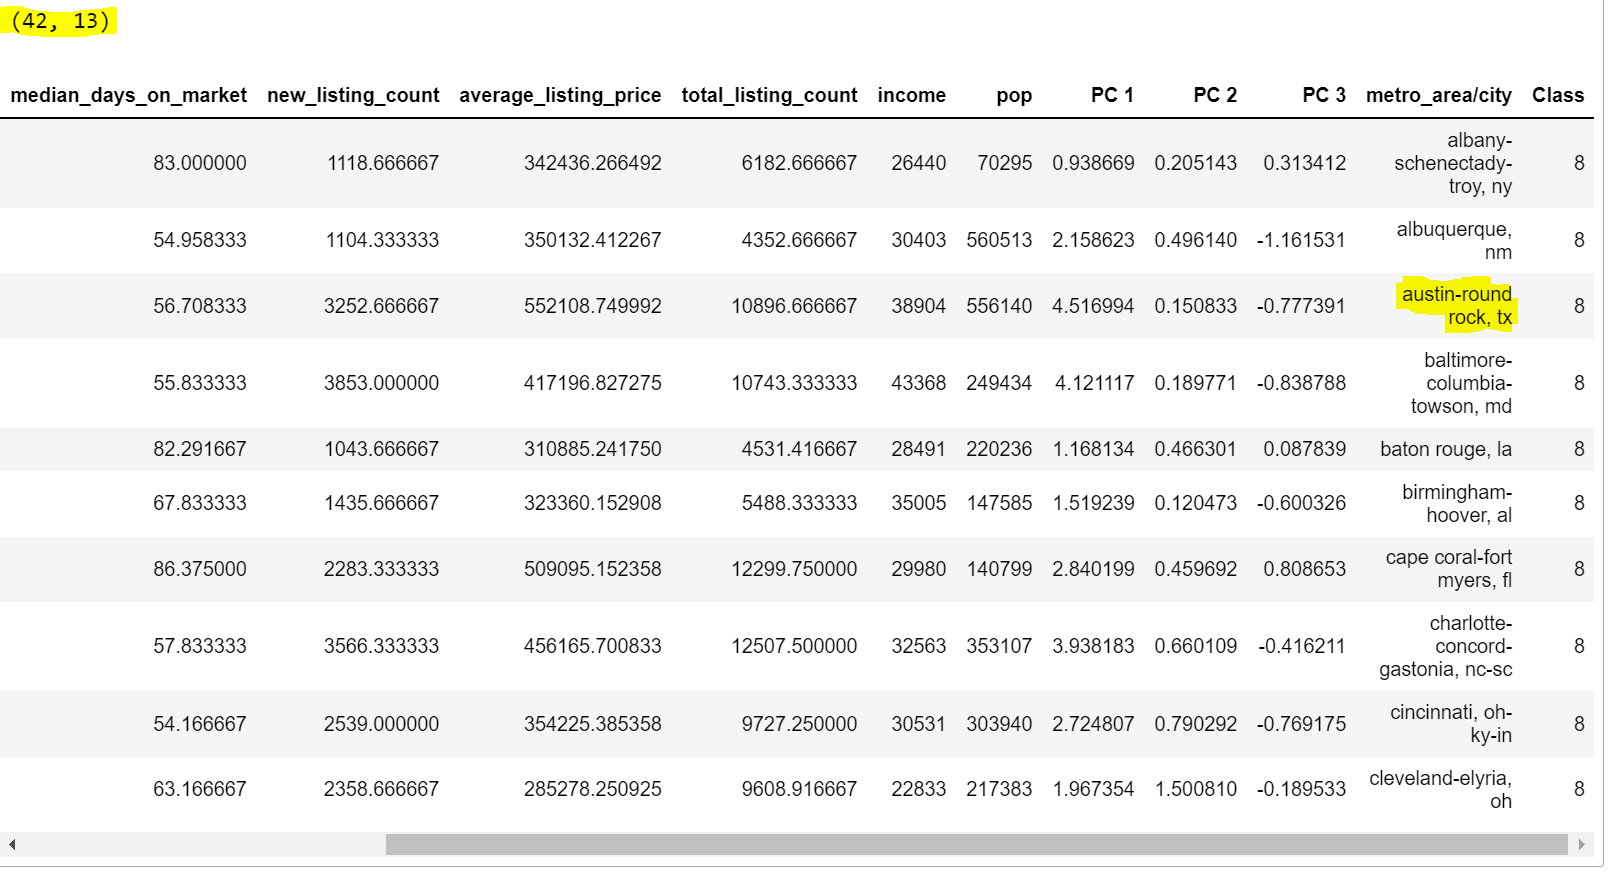 (42, 13)
median_days_on_market new_listing_count average_listing_price total_listing_count income pop PC 1 PC 2 PC 3 metro_area/city Class
83.000000 1118.666667 342436.266492 6182.666667 26440 70295 0.938669 0.205143 0.313412 albany-
schenectady-
troy, ny 8
54.958333 1104.333333 350132.412267 4352.666667 30403 560513 2.158623 0.496140 -1.161531 albuquerque,
nm 8
56.708333 3252.666667 552108.749992 10896.666667 38904 556140 4.516994 0.150833 -0.777391 austin-round
rock, tx 8
55.833333 3853.000000 417196.827275 10743.333333 43368 249434 4.121117 0.189771 -0.838788 baltimore-
columbia-
towson, md 8
82.291667 1043.666667 310885.241750 4531.416667 28491 220236 1.168134 0.466301 0.087839 baton rouge, la 8
67.833333 1435.666667 323360.152908 5488.333333 35005 147585 1.519239 0.120473 -0.600326 birmingham-
hoover, al 8
86.375000 2283.333333 509095.152358 12299.750000 29980 140799 2.840199 0.459692 0.808653 cape coral-fort
myers, fl 8
57.833333 3566.333333 456165.700833 12507.500000 32563 353107 3.938183 0.660109 -0.416211 charlotte-
concord-
gastonia, nc-sc 8
54.166667 2539.000000 354225.385358 9727.250000 30531 303940 2.724807 0.790292 -0.769175 cincinnati, oh-
ky-in 8
63.166667 2358.666667 285278.250925 9608.916667 22833 217383 1.967354 1.500810 -0.189533 cleveland-elyria,
oh 8